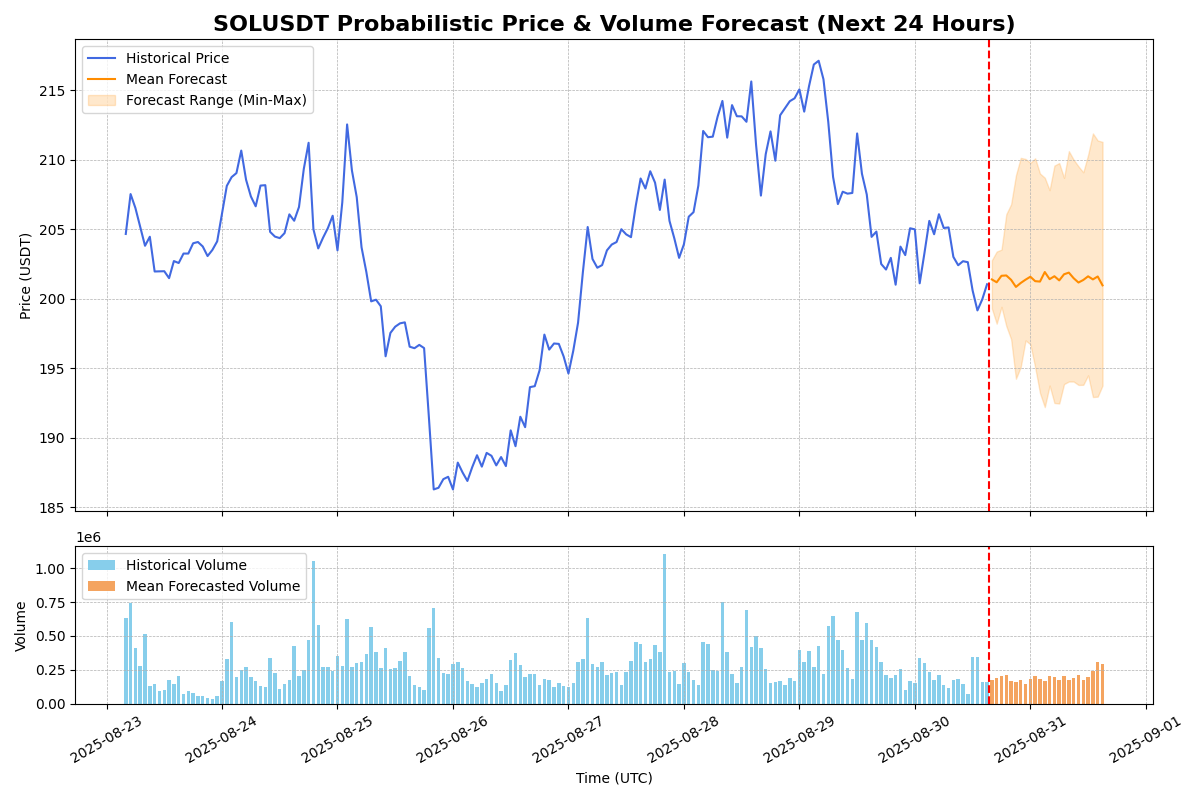 SOLUSDT Probabilistic Price & Volume Forecast (Next 24 Hours)
Historical Price
Mean Forecast
Forecast Range (Min-Max)
Price (USDT)
215
210
205
200
195
190
185
1e6
Historical Volume
Mean Forecasted Volume
Volume
1.00
0.75
0.50
0.25
0.00
2025-08-23
2025-08-24
2025-08-25
2025-08-26
2025-08-27
2025-08-28
2025-08-29
2025-08-30
2025-08-31
2025-09-01
Time (UTC)